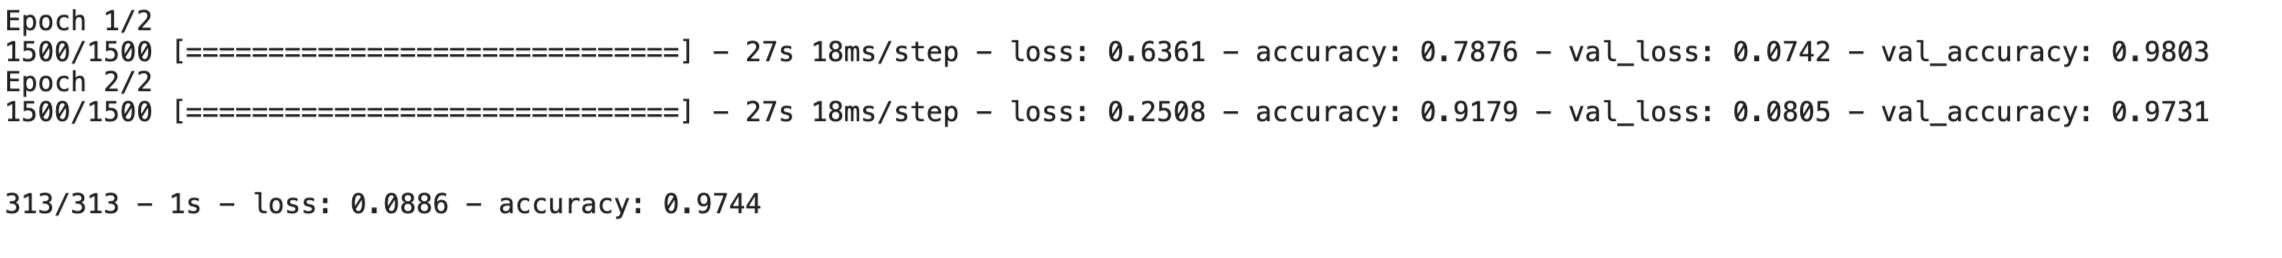 Epoch 1/2
1500/1500 [==============================] - 27s 18ms/step - loss: 0.6361 - accuracy: 0.7876 - val_loss: 0.0742 - val_accuracy: 0.9803
Epoch 2/2
1500/1500 [==============================] - 27s 18ms/step - loss: 0.2508 - accuracy: 0.9179 - val_loss: 0.0805 - val_accuracy: 0.9731
313/313 - 1s - loss: 0.0886 - accuracy: 0.9744